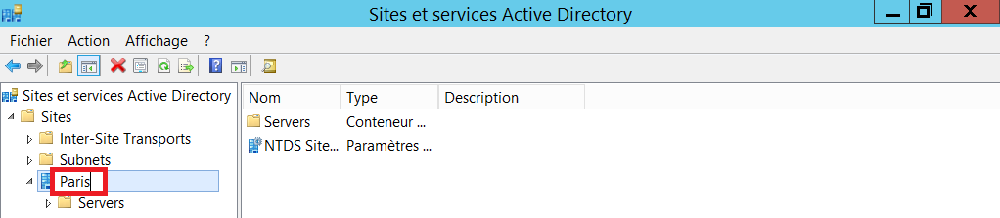 Sites et services Active Directory
Fichier Action Affichage ?
Sites et services Active Directory
Sites
Inter-Site Transports
Subnets
Paris
Servers
Nom Type Description
Servers Conteneur ...
NTDS Site... Paramètres ...